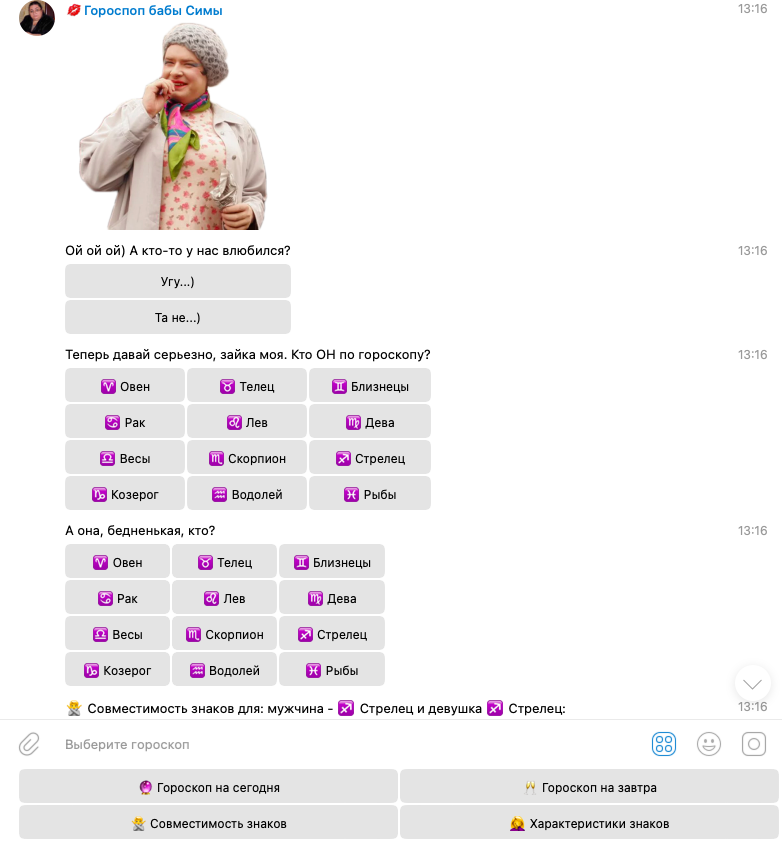 💋 Гороспоп бабы Симы 13:16
Ой ой ой) А кто-то у нас влюбился? 13:16
Угу...)
Та не...)
Теперь давай серьезно, зайка моя. Кто ОН по гороскопу? 13:16
♈ Овен ♉ Телец ♊ Близнецы
♋ Рак ♌ Лев ♍ Дева
♎ Весы ♏ Скорпион ♐ Стрелец
♑ Козерог ♒ Водолей ♓ Рыбы
А она, бедненькая, кто? 13:16
♈ Овен ♉ Телец ♊ Близнецы
♋ Рак ♌ Лев ♍ Дева
♎ Весы ♏ Скорпион ♐ Стрелец
♑ Козерог ♒ Водолей ♓ Рыбы
Совместимость знаков для: мужчина - ♐ Стрелец и девушка ♐ Стрелец: 13:16
Выберите гороскоп
🔮 Гороскоп на сегодня 🥂 Гороскоп на завтра
Совместимость знаков Характеристики знаков